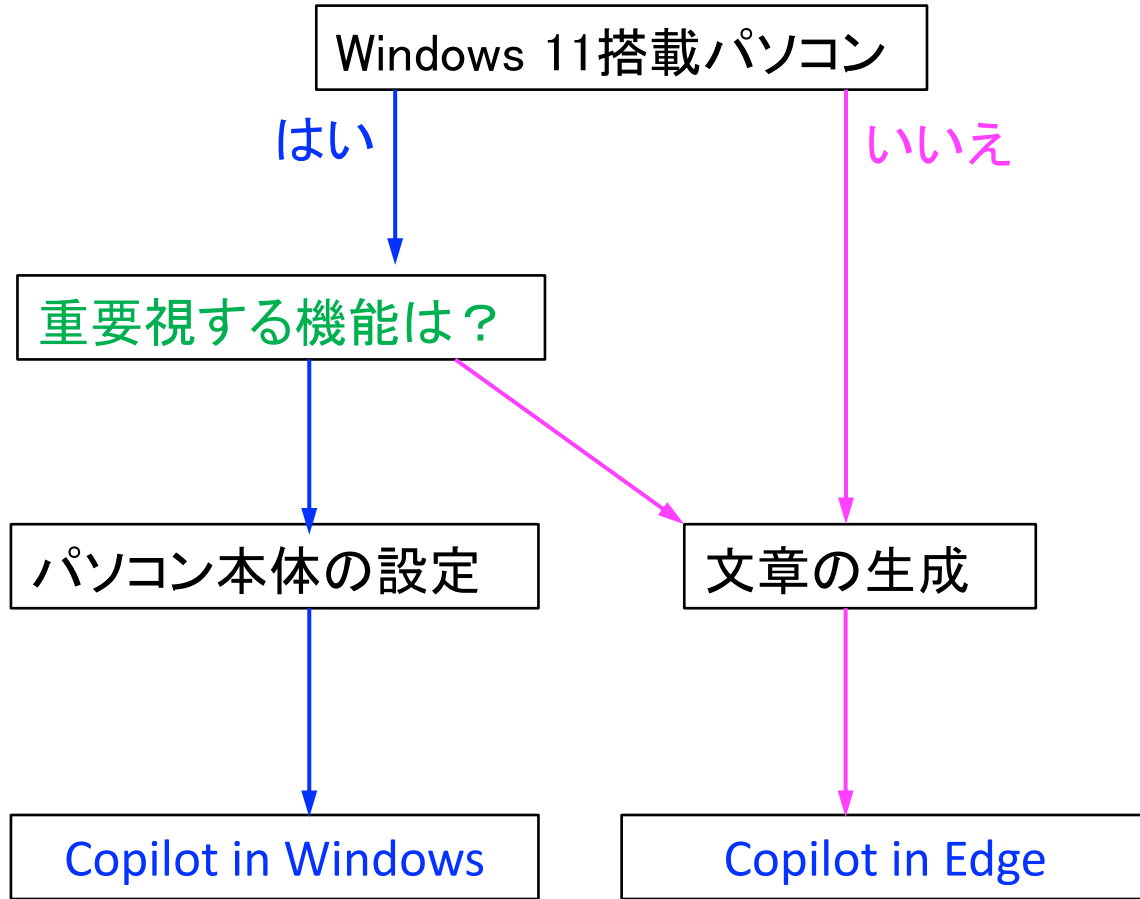 Windows 11搭載パソコン
はい
いいえ
重要視する機能は？
パソコン本体の設定
文章の生成
Copilot in Windows
Copilot in Edge